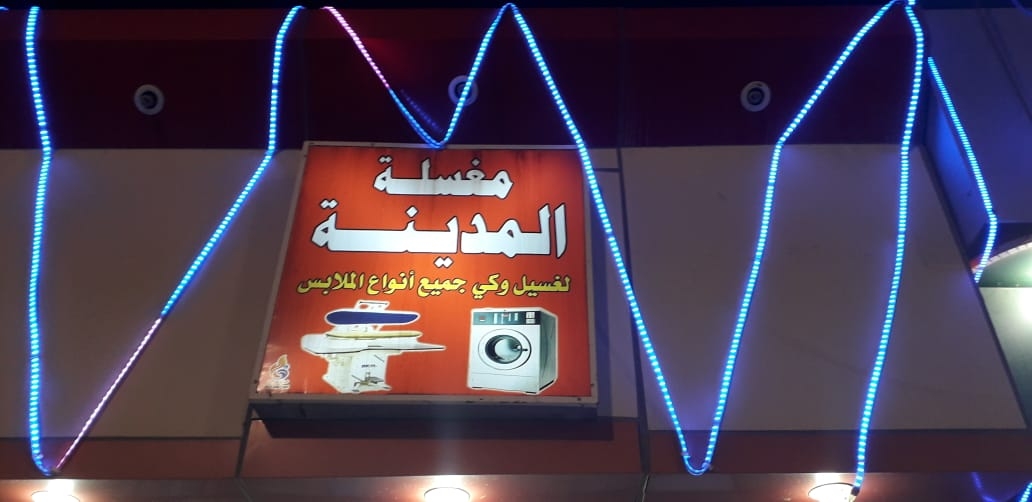 مغسلة
المدينة
لغسيل وكي جميع أنواع الملابس